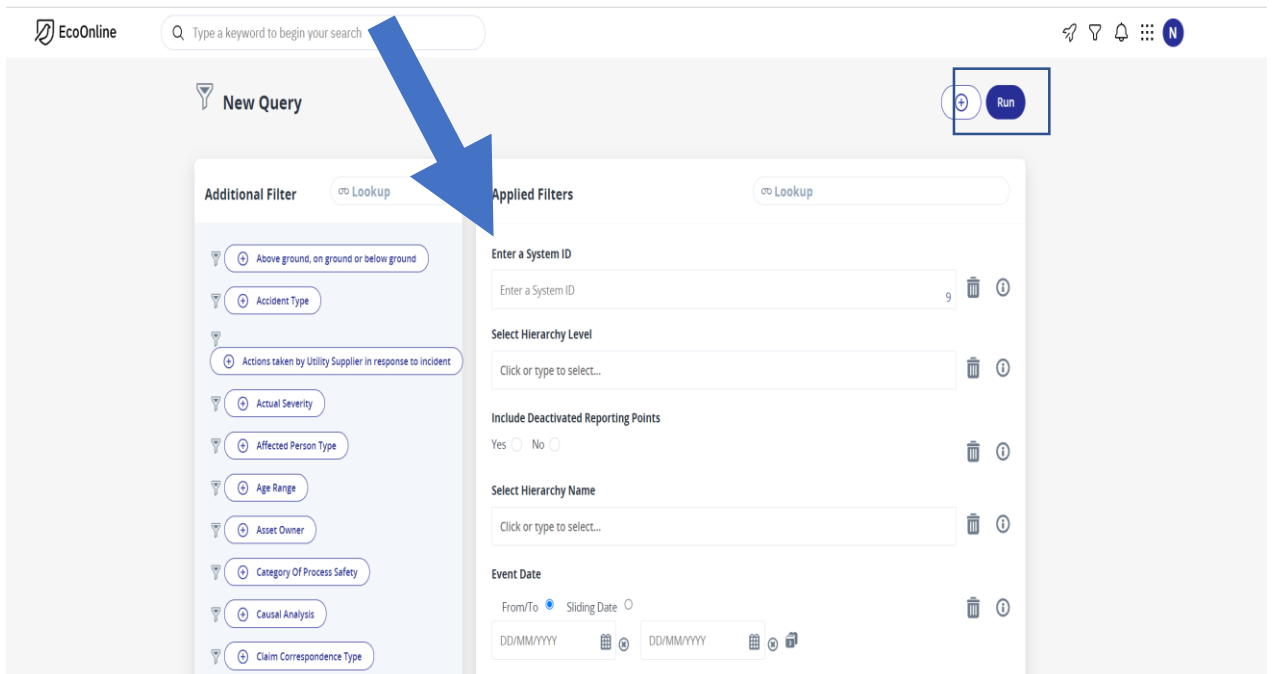 EcoOnline
Type a keyword to begin your search
N
New Query
Run
Additional Filter
Lookup
Applied Filters
Lookup
Above ground, on ground or below ground
Accident Type
Actions taken by Utility Supplier in response to incident
Actual Severity
Affected Person Type
Age Range
Asset Owner
Category Of Process Safety
Causal Analysis
Claim Correspondence Type
Enter a System ID
Enter a System ID
9
Select Hierarchy Level
Click or type to select...
Include Deactivated Reporting Points
Yes No
Select Hierarchy Name
Click or type to select...
Event Date
From/To Sliding Date
DD/MM/YYYY DD/MM/YYYY